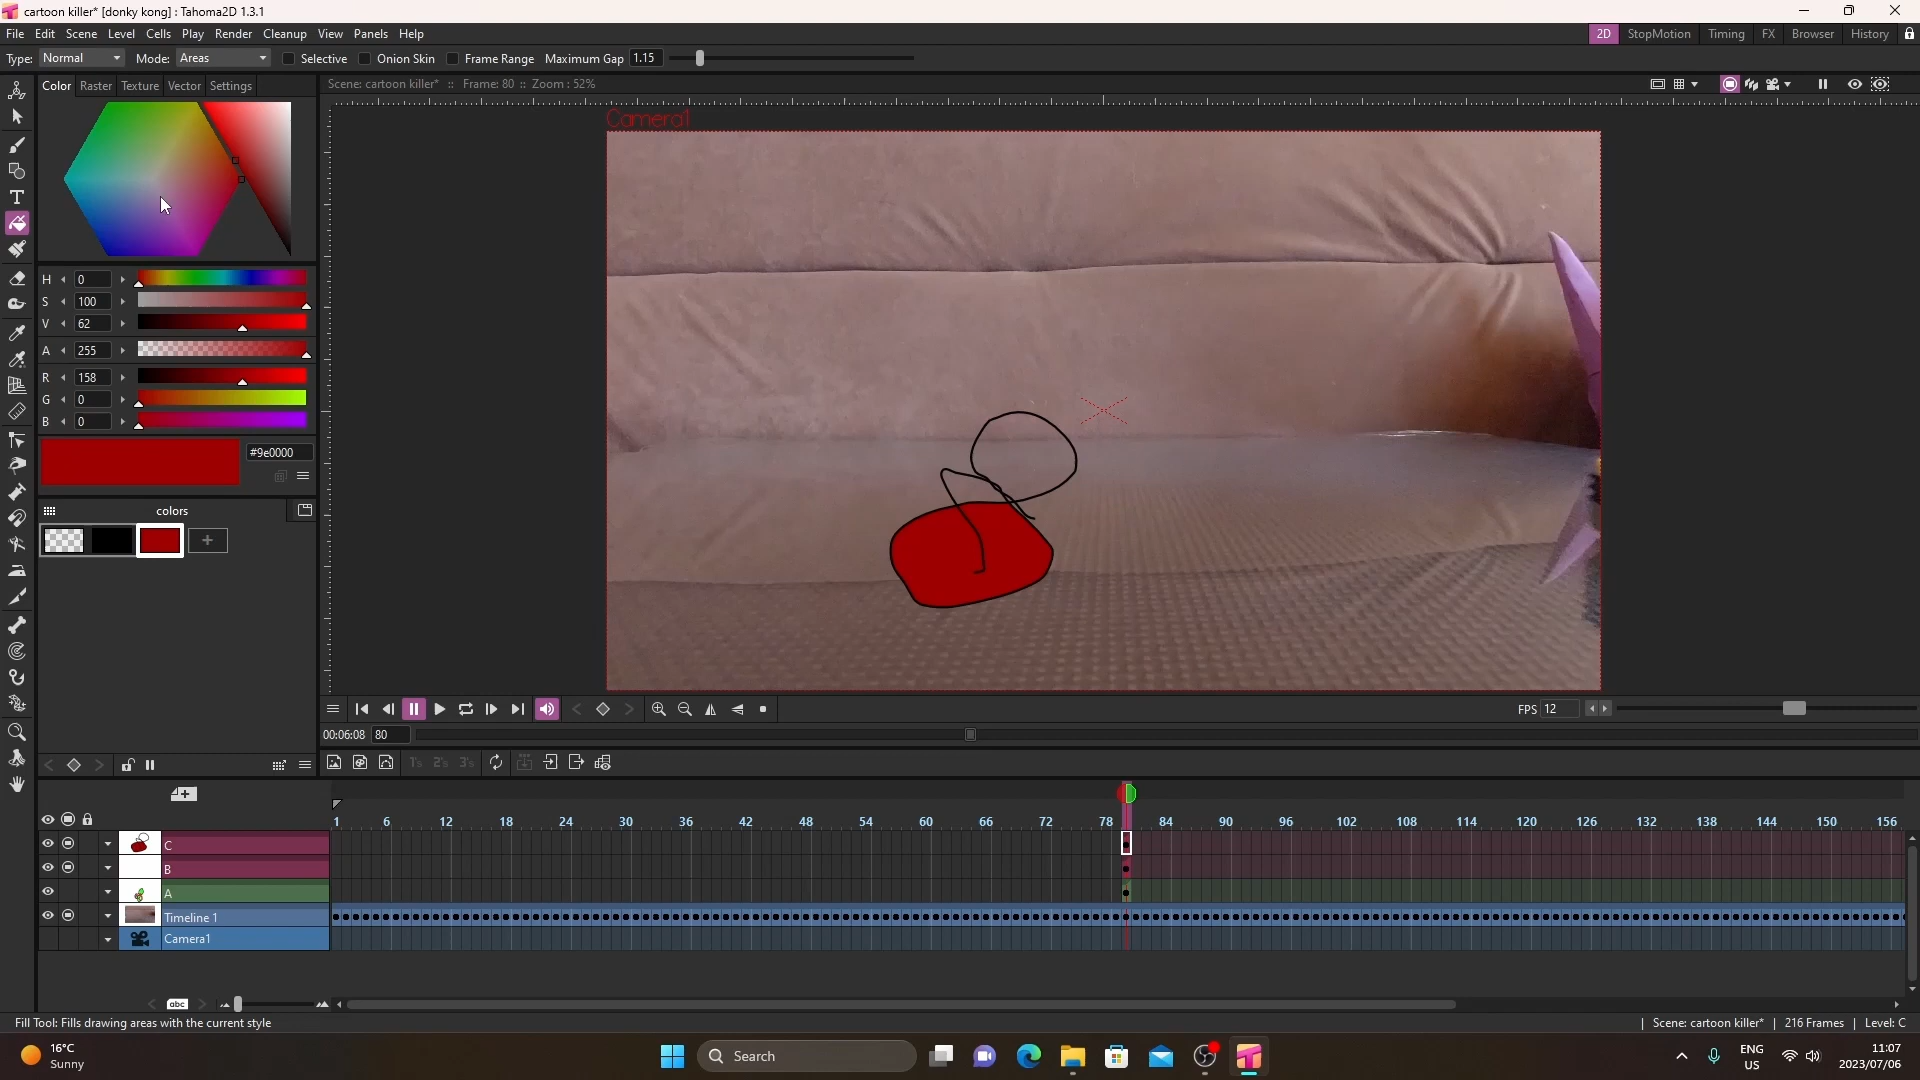 cartoon killer* [donky kong] : Tahoma2D 1.3.1
File Edit Scene Level Cells Play Render Cleanup View Panels Help
2D StopMotion Timing FX Browser History
Type: Normal Mode: Areas Selective Onion Skin Frame Range Maximum Gap 1.15
Color Raster Texture Vector Settings
Scene: cartoon killer* :: Frame: 80 :: Zoom : 52%
Camera1
H 0
S 100
V 62
A 255
R 158
G 0
B 0
#9e0000
colors
+
FPS 12
00:06:08 80
1's 2's 3's
1 6 12 18 24 30 36 42 48 54 60 66 72 78 84 90 96 102 108 114 120 126 132 138 144 150 156
C
B
A
Timeline 1
Camera1
abc
Fill Tool: Fills drawing areas with the current style
| Scene: cartoon killer* | 216 Frames | Level: C
16°C
Sunny
Search
ENG
US
11:07
2023/07/06